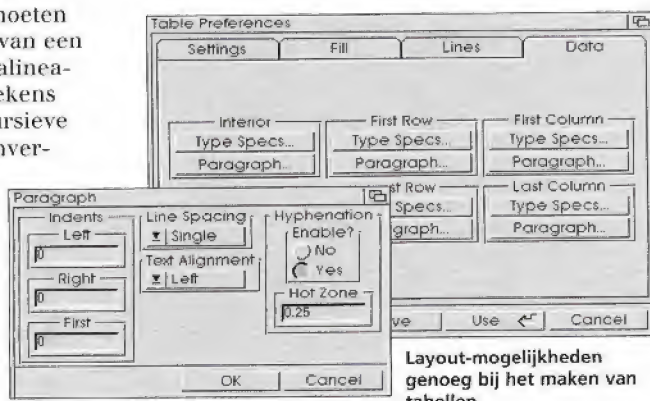 noeten
van een
alinea-
ekens
ursieve
nver-
Table Preferences
Settings Fill Lines Data
Interior First Row First Column
Type Specs... Type Specs... Type Specs...
Paragraph... Paragraph... Paragraph...
st Row Last Column
Specs... Type Specs...
graph... Paragraph...
ve Use Cancel
Paragraph
Indents Line Spacing Hyphenation
Left Single Enable?
0 Text Alignment No
Right Left Yes
0 Hot Zone
First 0.25
0
OK Cancel
Layout-mogelijkheden
genoeg bij het maken van
tabellen